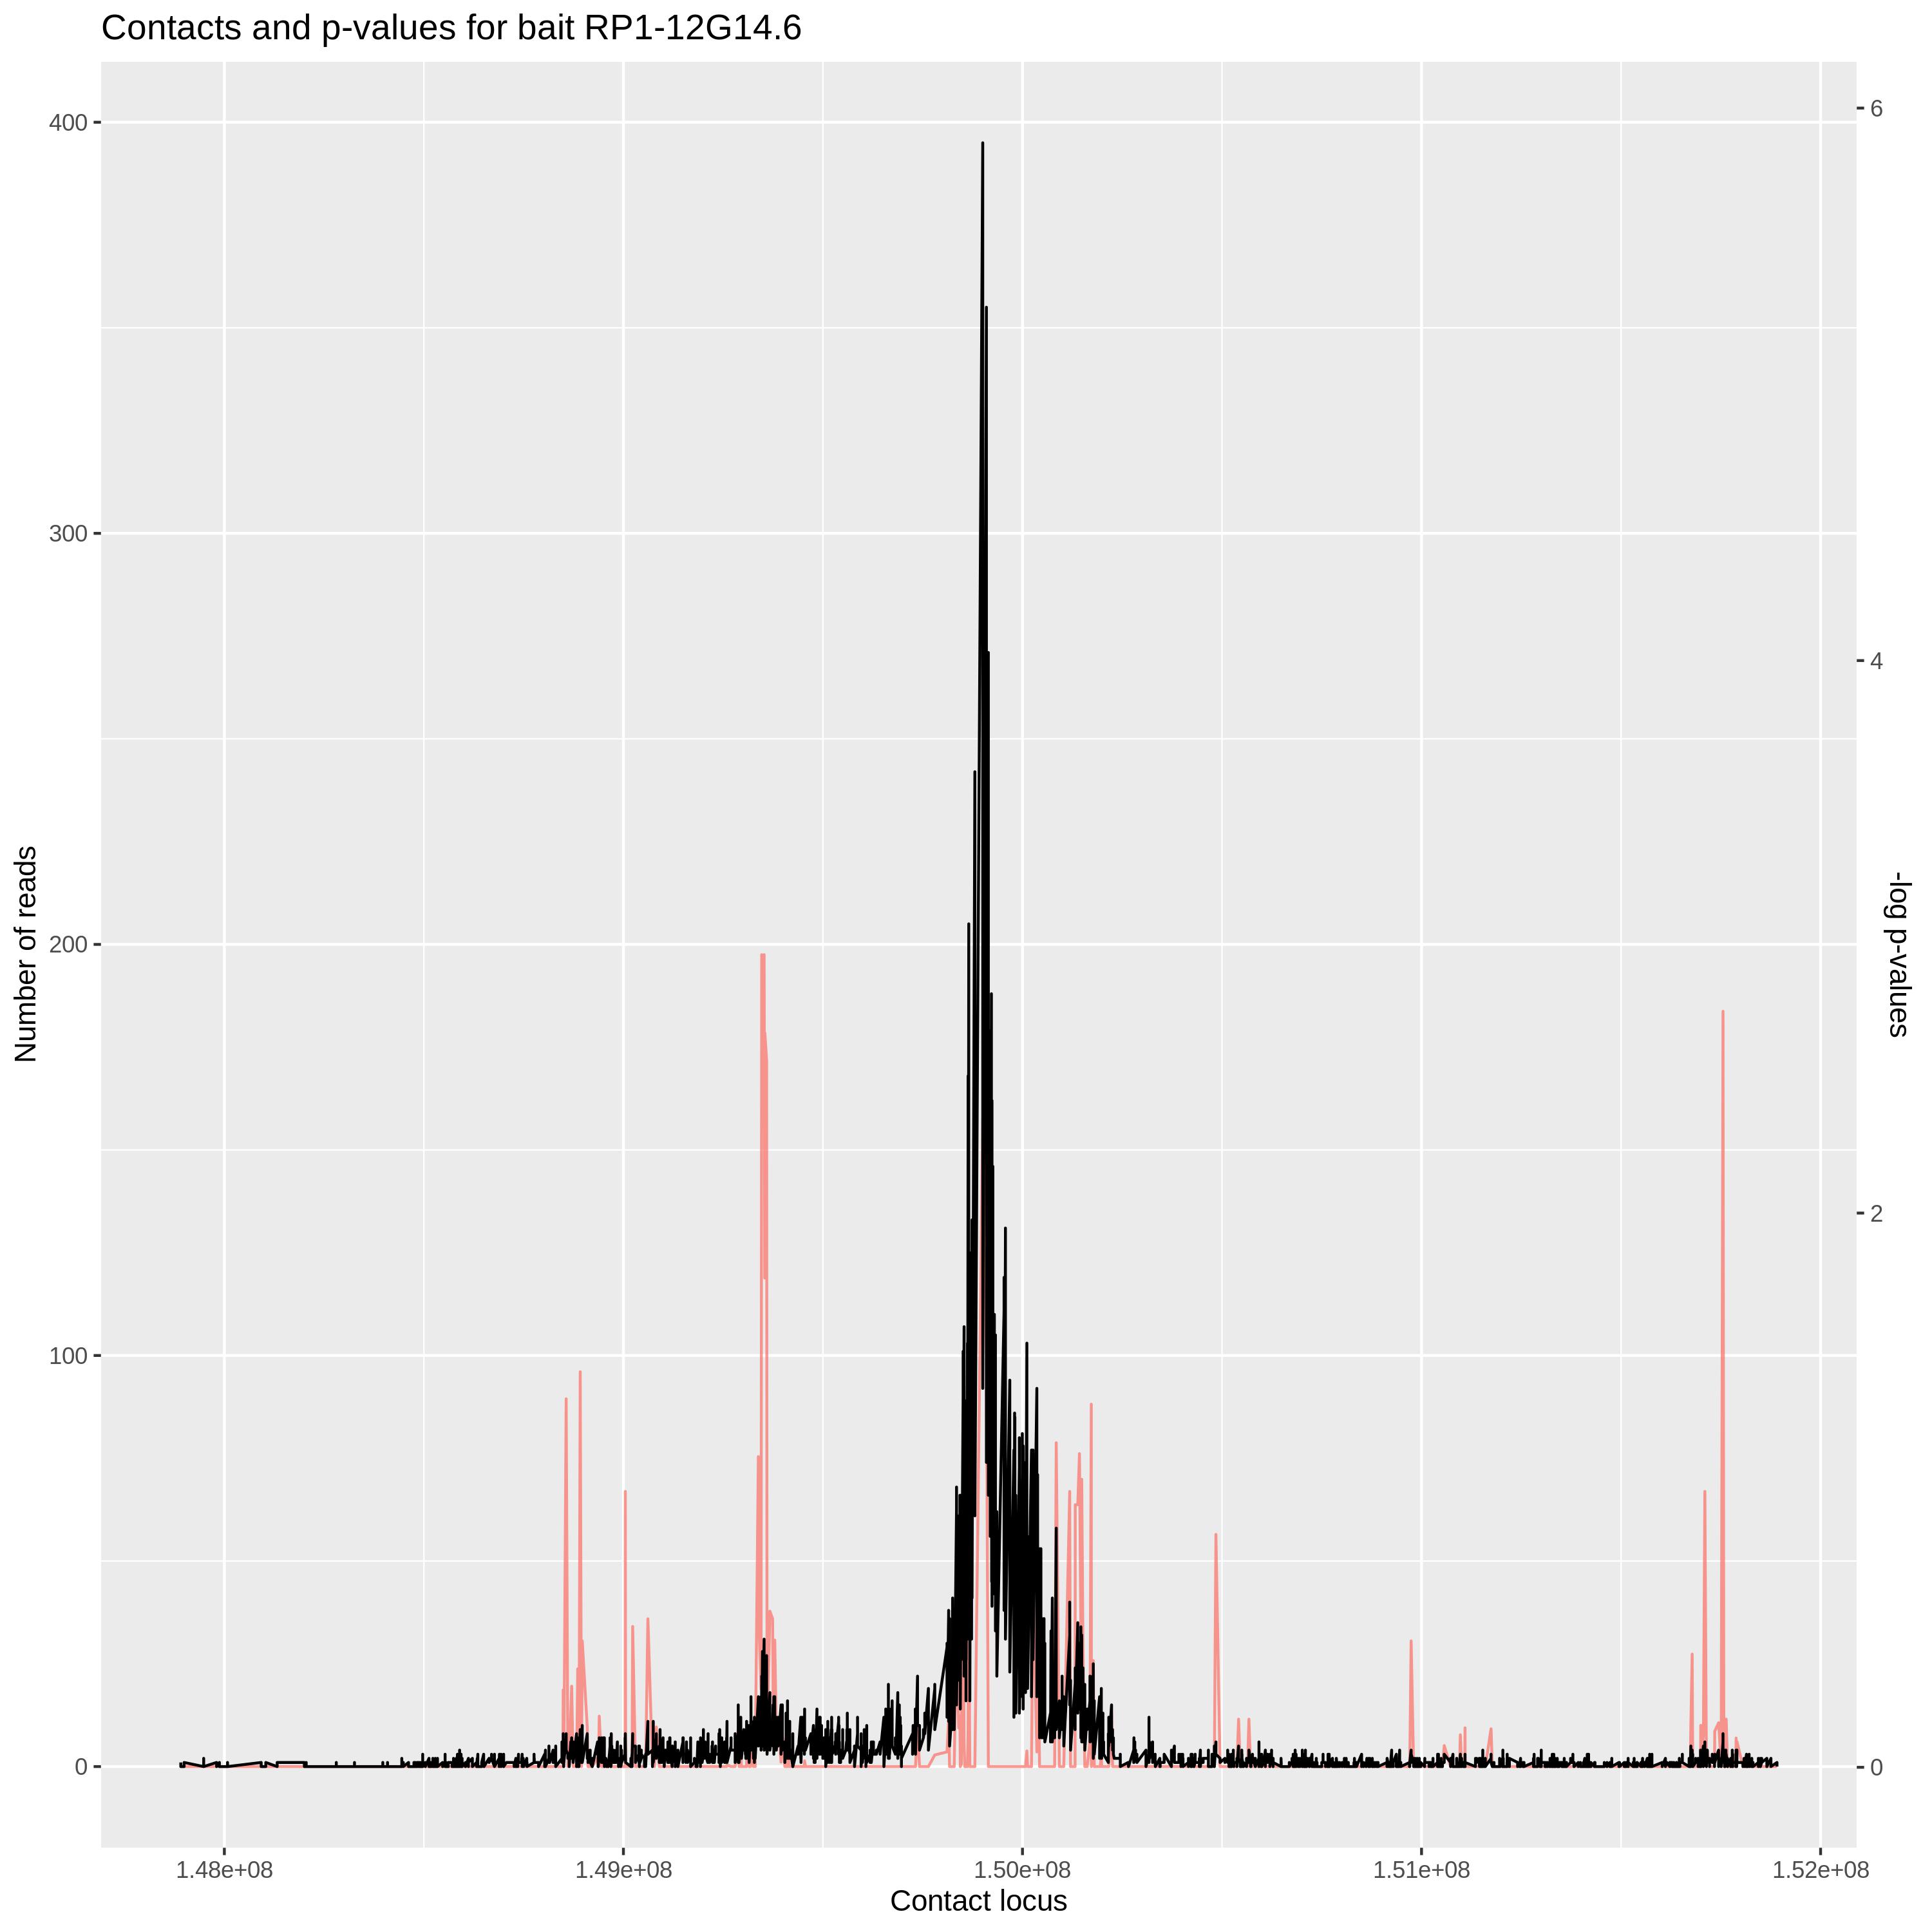 Contacts and p-values for bait RP1-12G14.6
400
300
200
100
0
Number of reads
6
4
2
0
-log p-values
1.48e+08
1.49e+08
1.50e+08
1.51e+08
1.52e+08
Contact locus